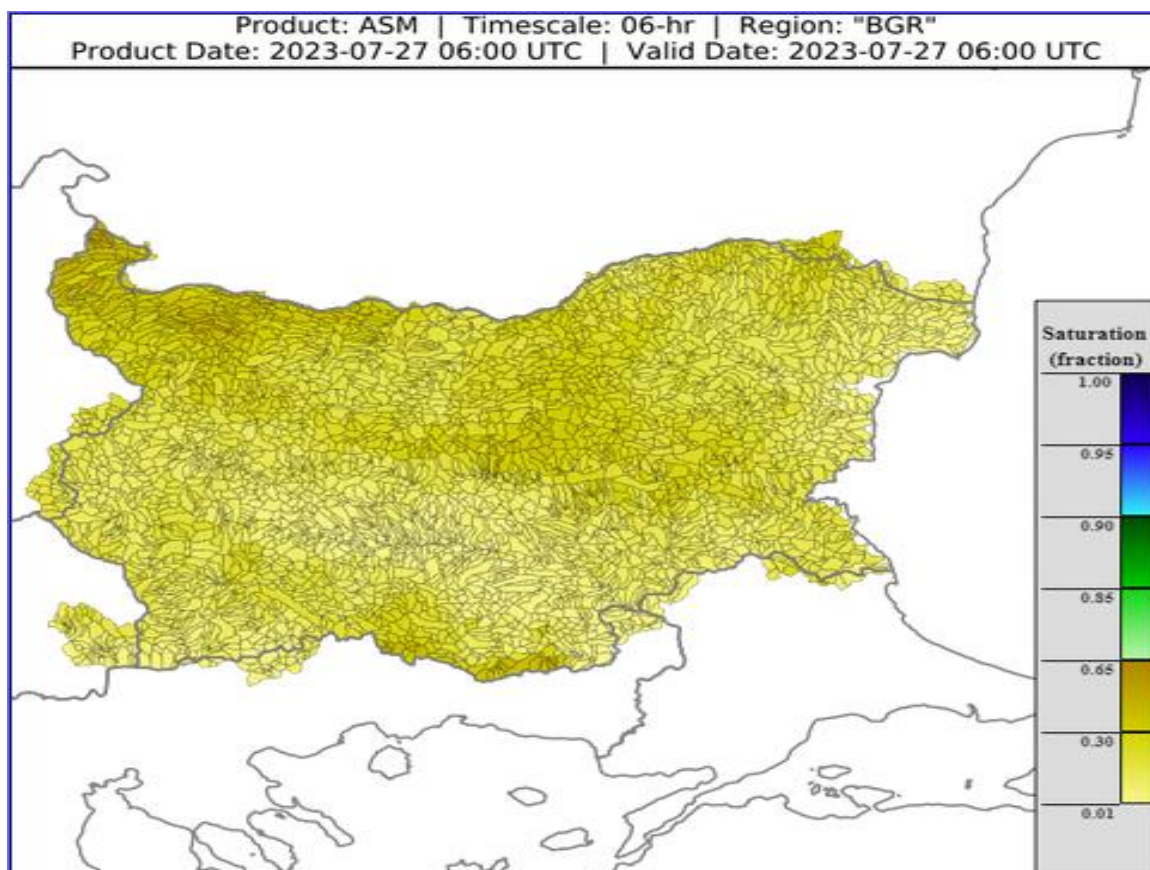 Product: ASM | Timescale: 06-hr | Region: "BGR"
Product Date: 2023-07-27 06:00 UTC | Valid Date: 2023-07-27 06:00 UTC
Saturation
(fraction)
1.00
0.95
0.90
0.85
0.65
0.30
0.01